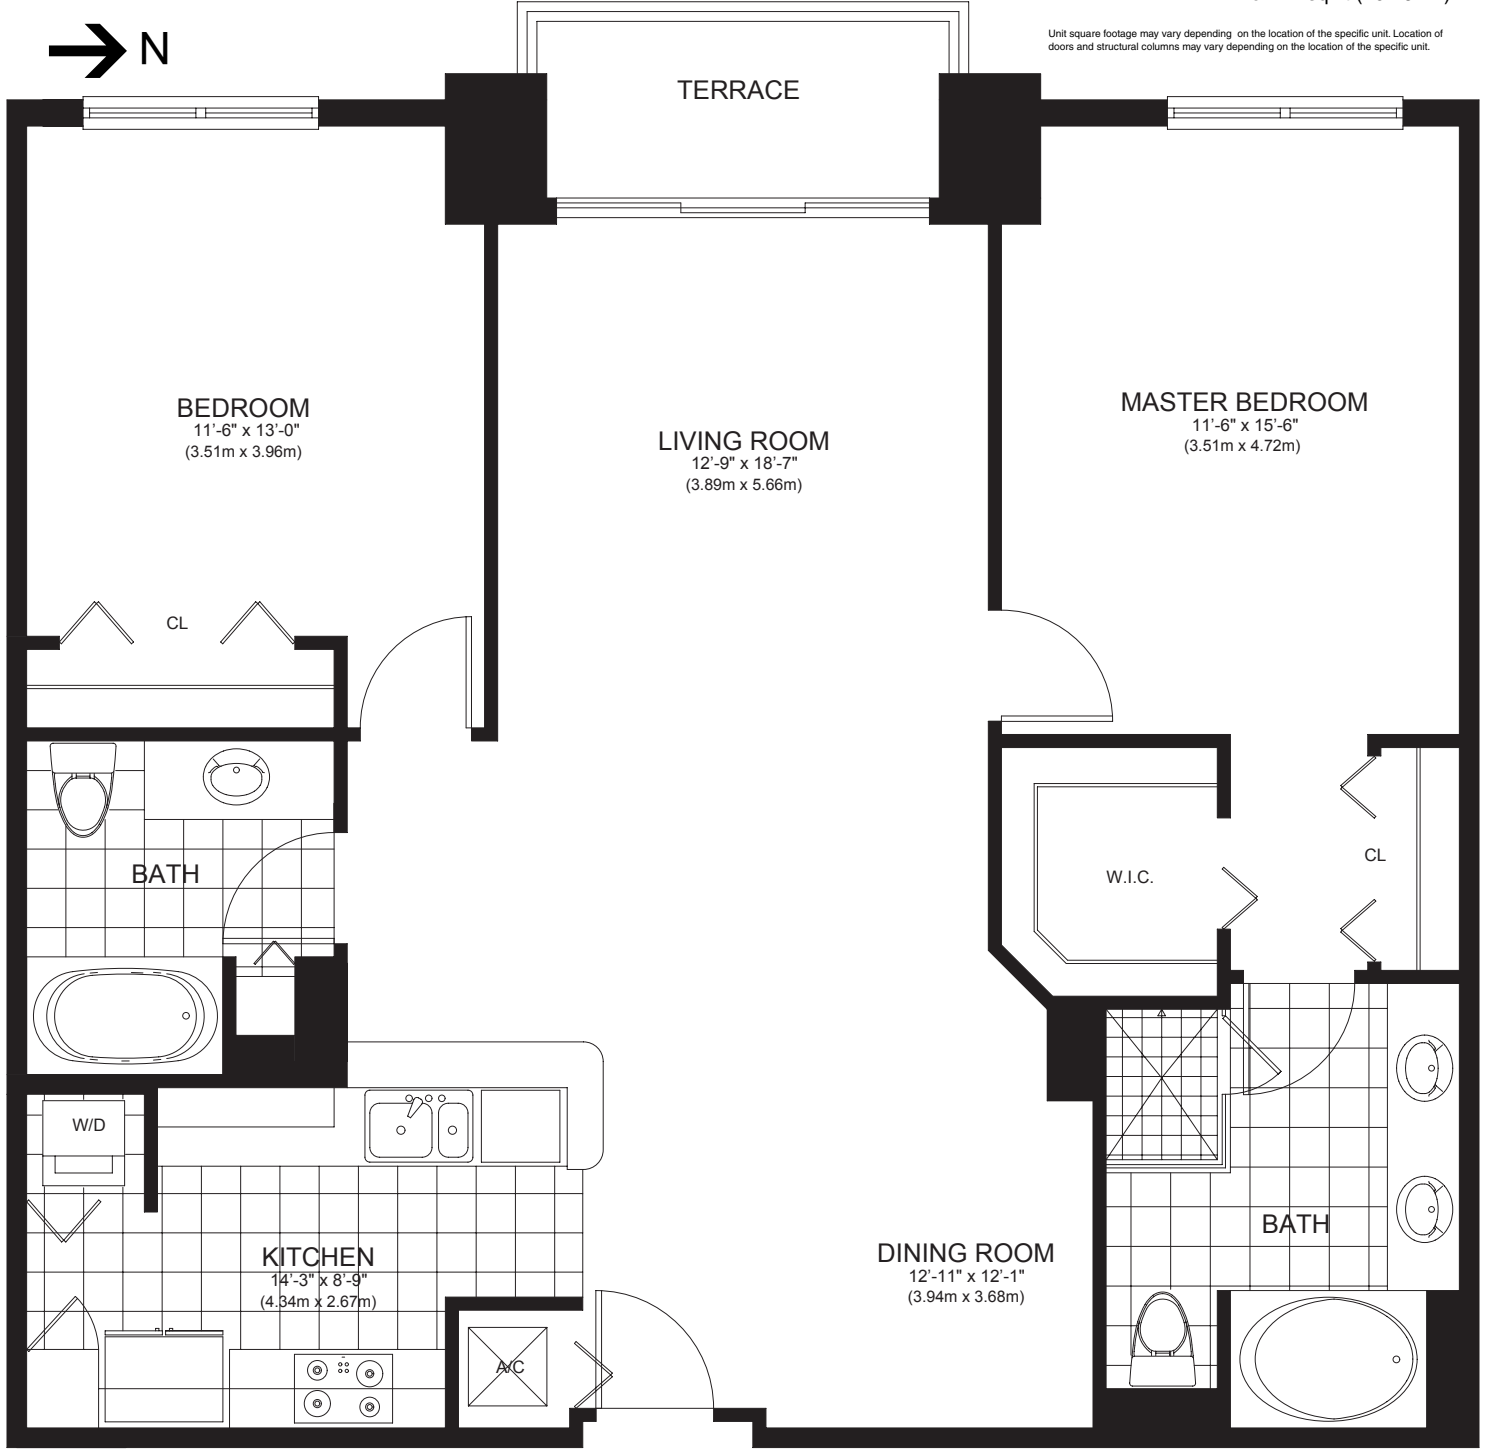 Unit square footage may vary depending on the location of the specific unit. Location of
doors and structural columns may vary depending on the location of the specific unit.
N
TERRACE
BEDROOM
11'-6" x 13'-0"
(3.51m x 3.96m)
LIVING ROOM
12'-9" x 18'-7"
(3.89m x 5.66m)
MASTER BEDROOM
11'-6" x 15'-6"
(3.51m x 4.72m)
CL
BATH
W.I.C.
CL
W/D
KITCHEN
14'-3" x 8'-9"
(4.34m x 2.67m)
DINING ROOM
12'-11" x 12'-1"
(3.94m x 3.68m)
BATH
A/C